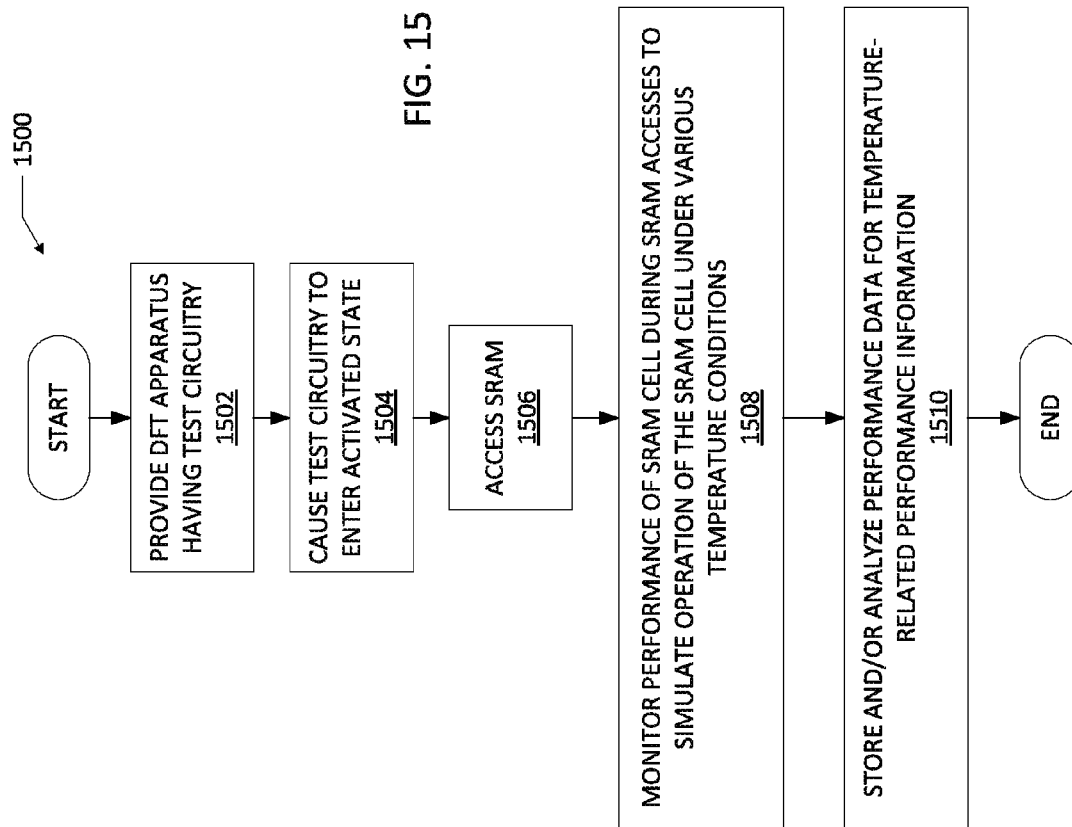 1500
START
PROVIDE DFT APPARATUS
HAVING TEST CIRCUITRY
1502
CAUSE TEST CIRCUITRY TO
ENTER ACTIVATED STATE
1504
ACCESS SRAM
1506
MONITOR PERFORMANCE OF SRAM CELL DURING SRAM ACCESSES TO
SIMULATE OPERATION OF THE SRAM CELL UNDER VARIOUS
TEMPERATURE CONDITIONS
1508
STORE AND/OR ANALYZE PERFORMANCE DATA FOR TEMPERATURE-
RELATED PERFORMANCE INFORMATION
1510
END
FIG. 15